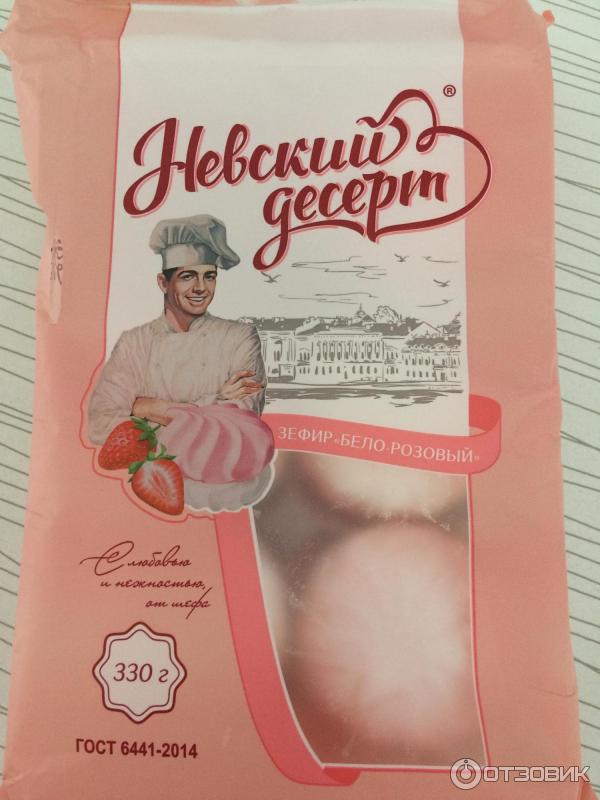 Невский®
десерт
ЗЕФИР «БЕЛО-РОЗОВЫЙ»
С любовью
и нежностью,
от шефа
330 г
ГОСТ 6441-2014
ОТЗОВИК